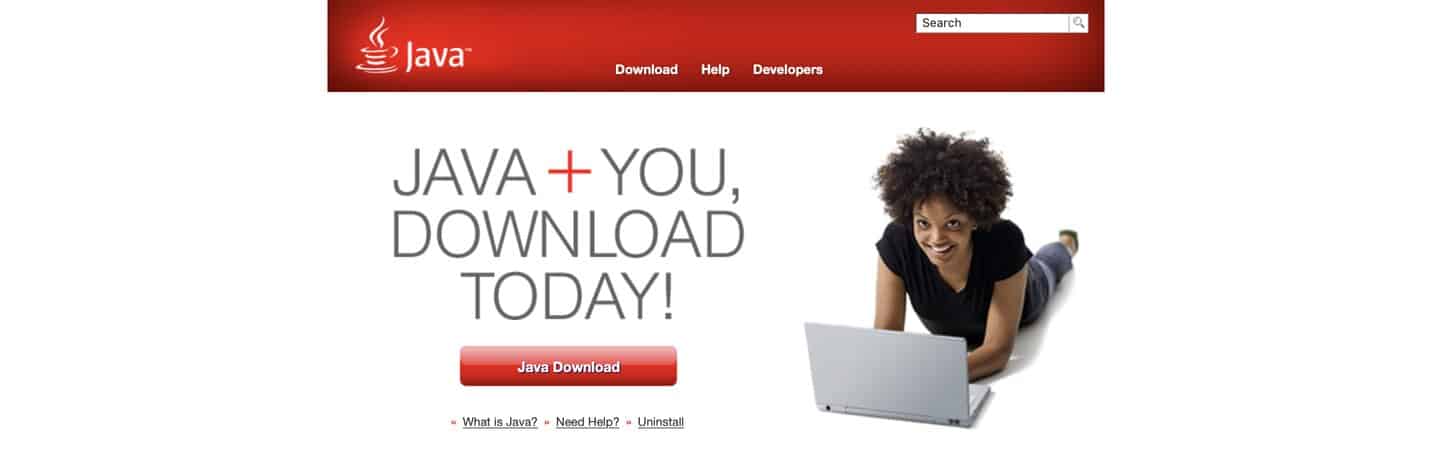 Java™
Search
Download Help Developers
JAVA + YOU,
DOWNLOAD
TODAY!
Java Download
» What is Java? » Need Help? » Uninstall